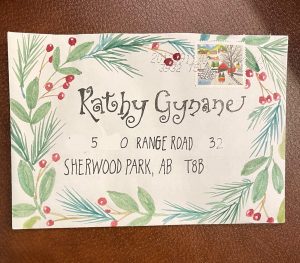 Kathy Gynane
5 0 RANGE ROAD 32
SHERWOOD PARK, AB T8B